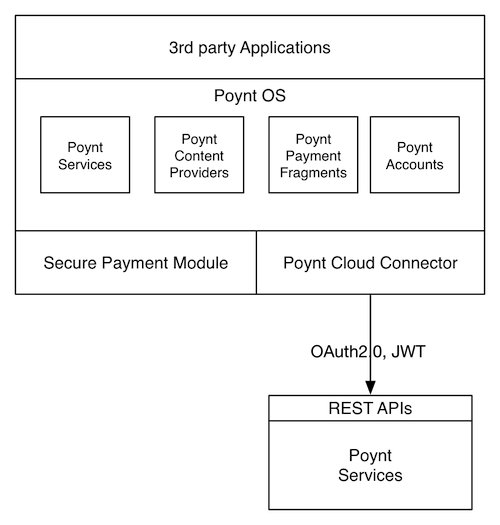 3rd party Applications
Poynt OS
Poynt
Services
Poynt
Content
Providers
Poynt
Payment
Fragments
Poynt
Accounts
Secure Payment Module
Poynt Cloud Connector
OAuth2.0, JWT
REST APIs
Poynt
Services